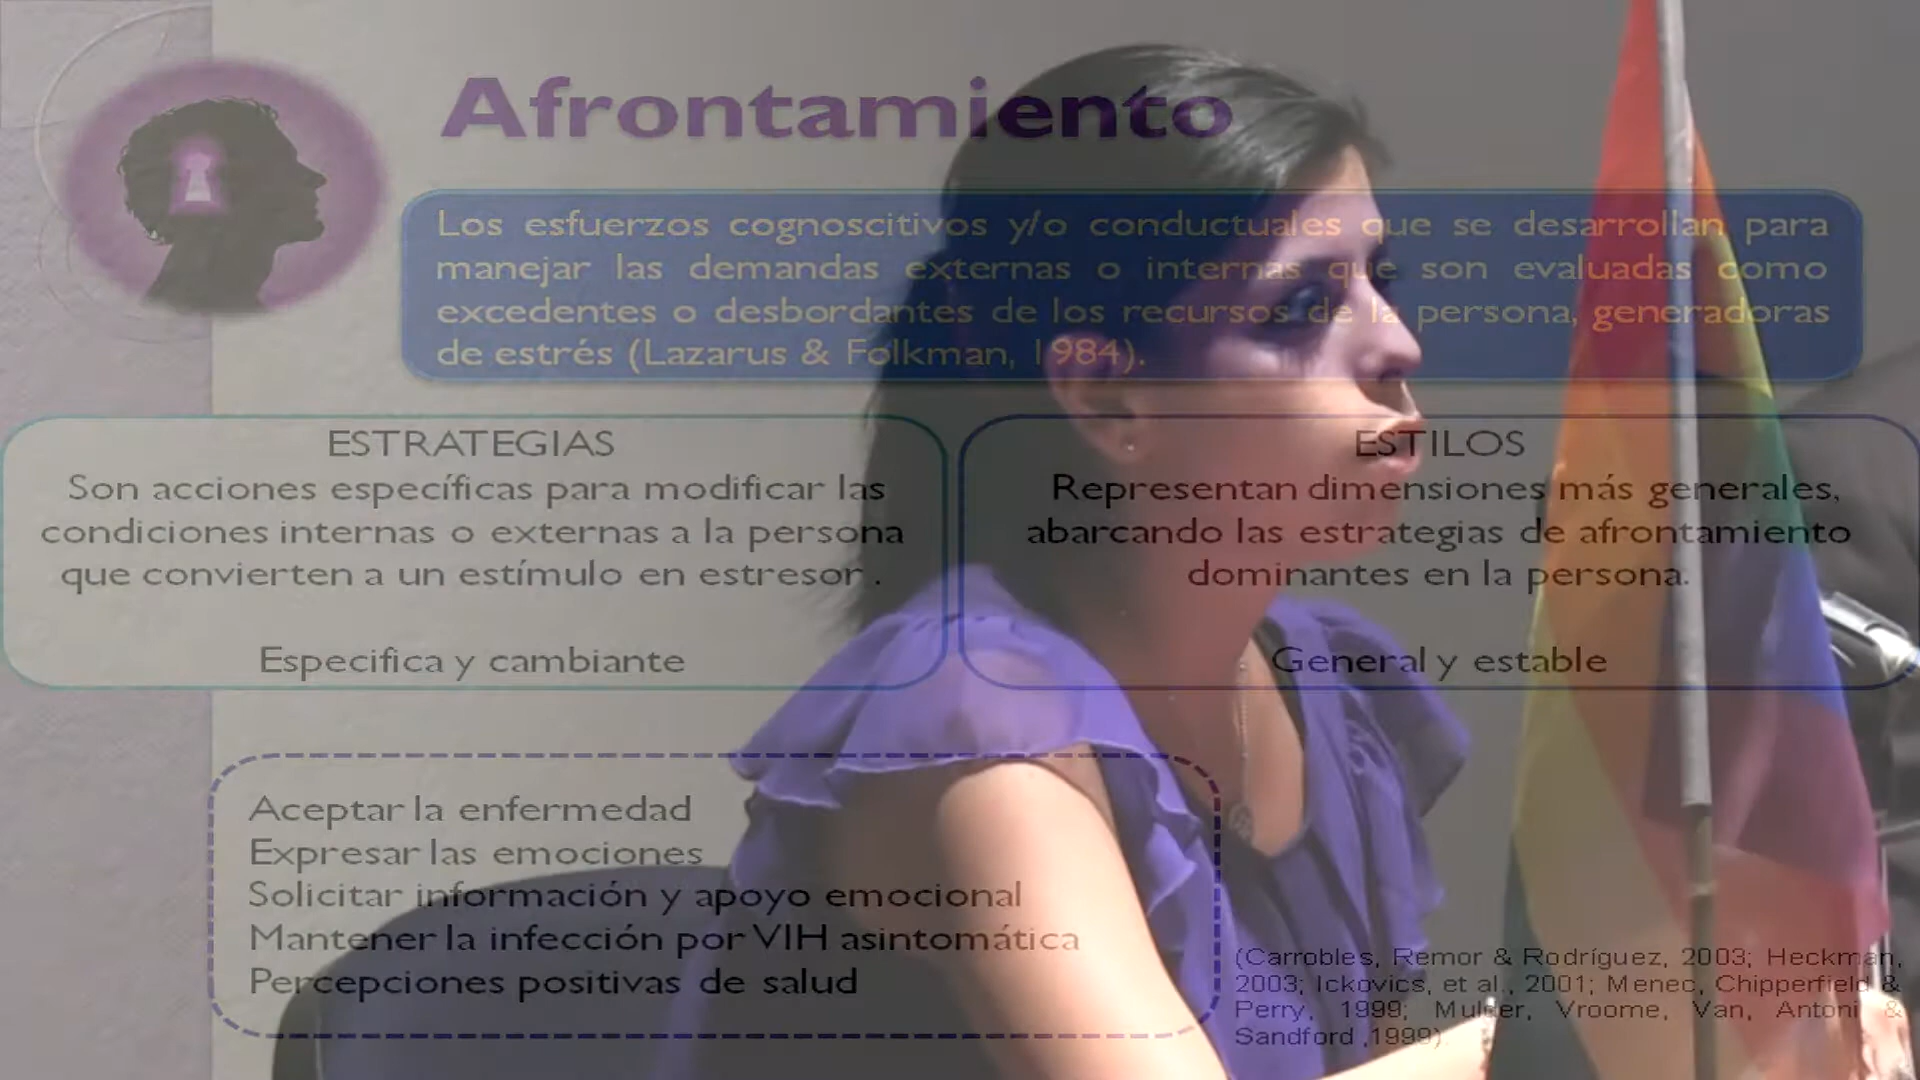 Afrontamiento
Los esfuerzos cognoscitivos y/o conductuales que se desarrollan para
manejar las demandas externas o internas que son evaluadas como
excedentes o desbordantes de los recursos de la persona, generadoras
de estrés (Lazarus & Folkman, 1984).
ESTRATEGIAS
Son acciones específicas para modificar las
condiciones internas o externas a la persona
que convierten a un estímulo en estresor .
Especifica y cambiante
ESTILOS
Representan dimensiones más generales,
abarcando las estrategias de afrontamiento
dominantes en la persona.
General y estable
Aceptar la enfermedad
Expresar las emociones
Solicitar información y apoyo emocional
Mantener la infección por VIH asintomática
Percepciones positivas de salud
(Carrobles, Remor & Rodríguez, 2003; Heckman,
2003; Ickovics, et al., 2001; Menec, Chipperfield &
Perry, 1999; Mulder, Vroome, Van, Antoni &
Sandford ,1999).